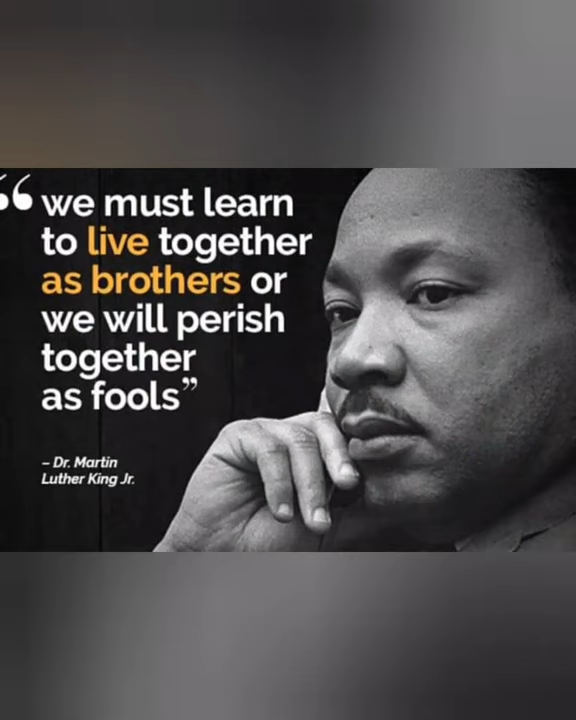 “we must learn
to live together
as brothers or
we will perish
together
as fools”
– Dr. Martin
Luther King Jr.